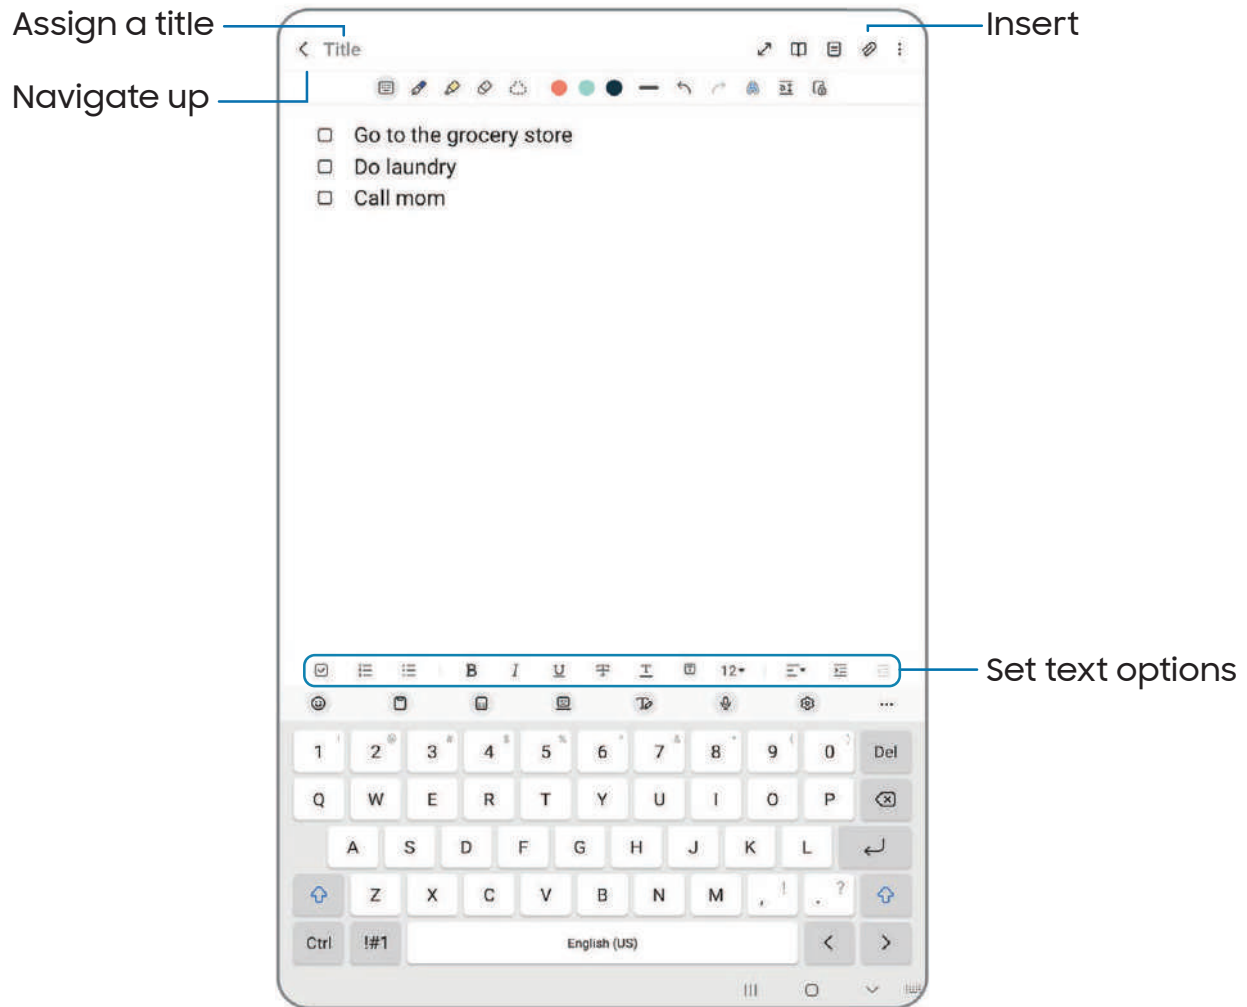 Assign a title
Insert
Title
Navigate up
Go to the grocery store
Do laundry
Call mom
B I U T T T 12
Set text options
1 ! 2 @ 3 # 4 $ 5 % 6 ^ 7 & 8 * 9 ( 0 ) Del
Q W E R T Y U I O P
A S D F G H J K L
Z X C V B N M , ! . ?
Ctrl !#1 English (US) < >